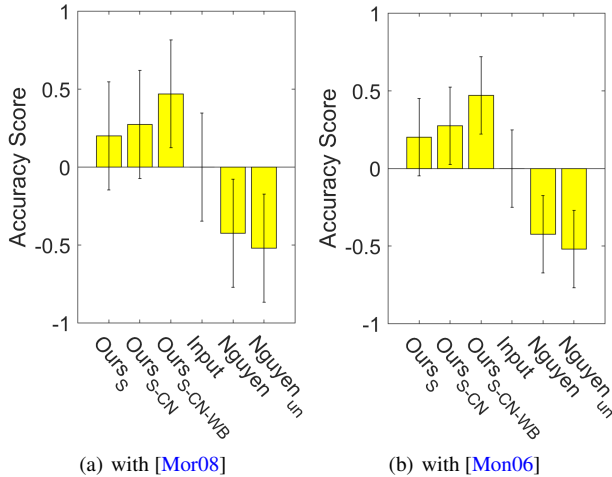 Accuracy Score
1
0.5
0
-0.5
-1
Ours S
Ours S-CN
Ours S-CN-WB
Input
Nguyen
Nguyen un
(a) with [Mor08]
Accuracy Score
1
0.5
0
-0.5
-1
Ours S
Ours S-CN
Ours S-CN-WB
Input
Nguyen
Nguyen un
(b) with [Mon06]